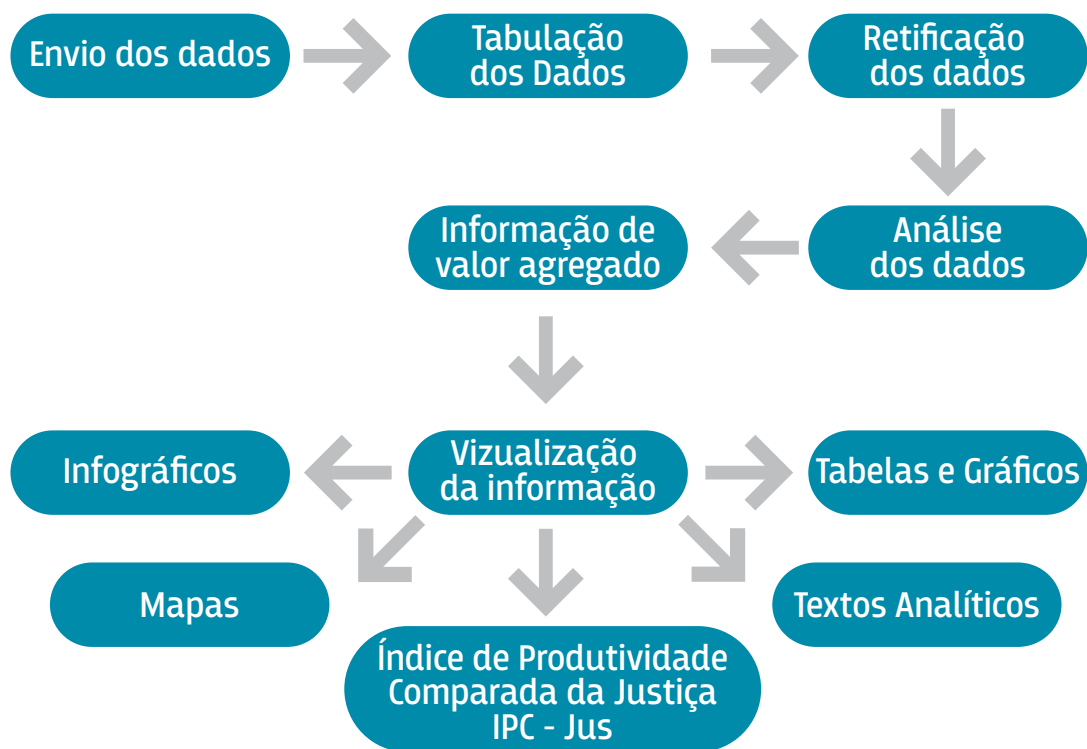 Envio dos dados
Tabulação
dos Dados
Retificação
dos dados
Análise
dos dados
Informação de
valor agregado
Vizualização
da informação
Infográficos
Tabelas e Gráficos
Mapas
Textos Analíticos
Índice de Produtividade
Comparada da Justiça
IPC - Jus